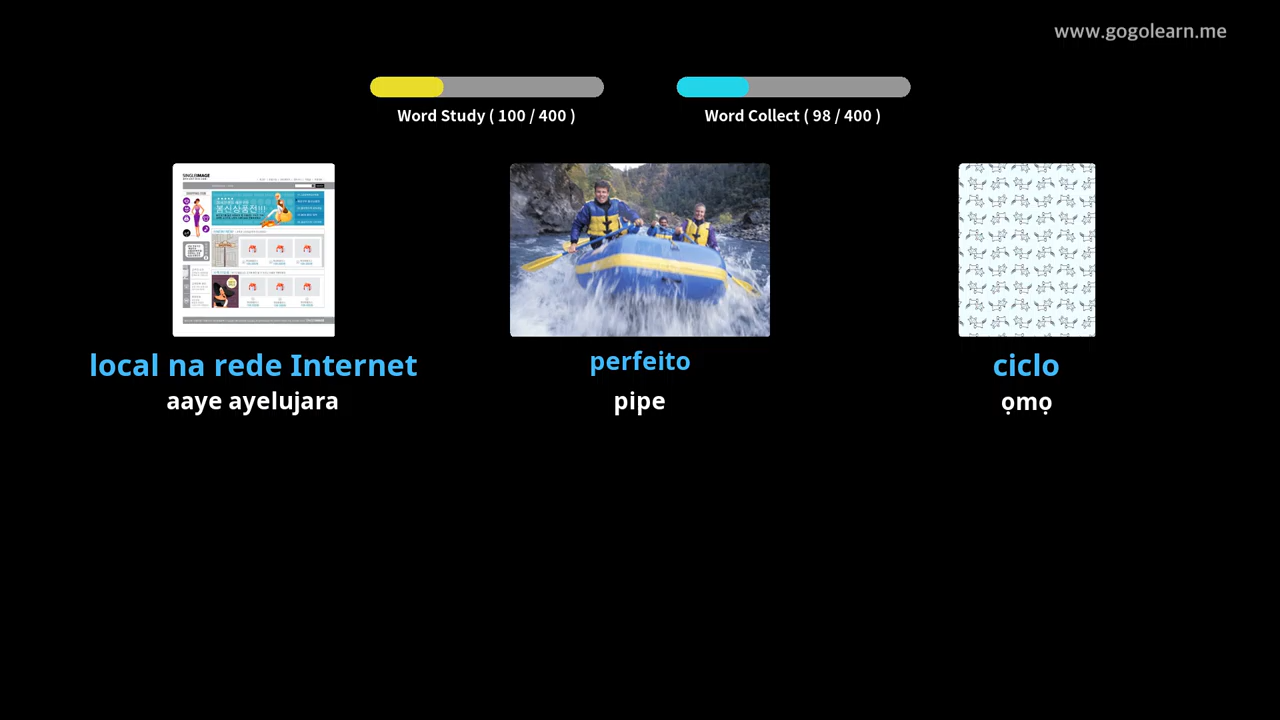 www.gogolearn.me
Word Study ( 100 / 400 )
Word Collect ( 98 / 400 )
local na rede Internet
perfeito
ciclo
aaye ayelujara
pipe
ọmọ